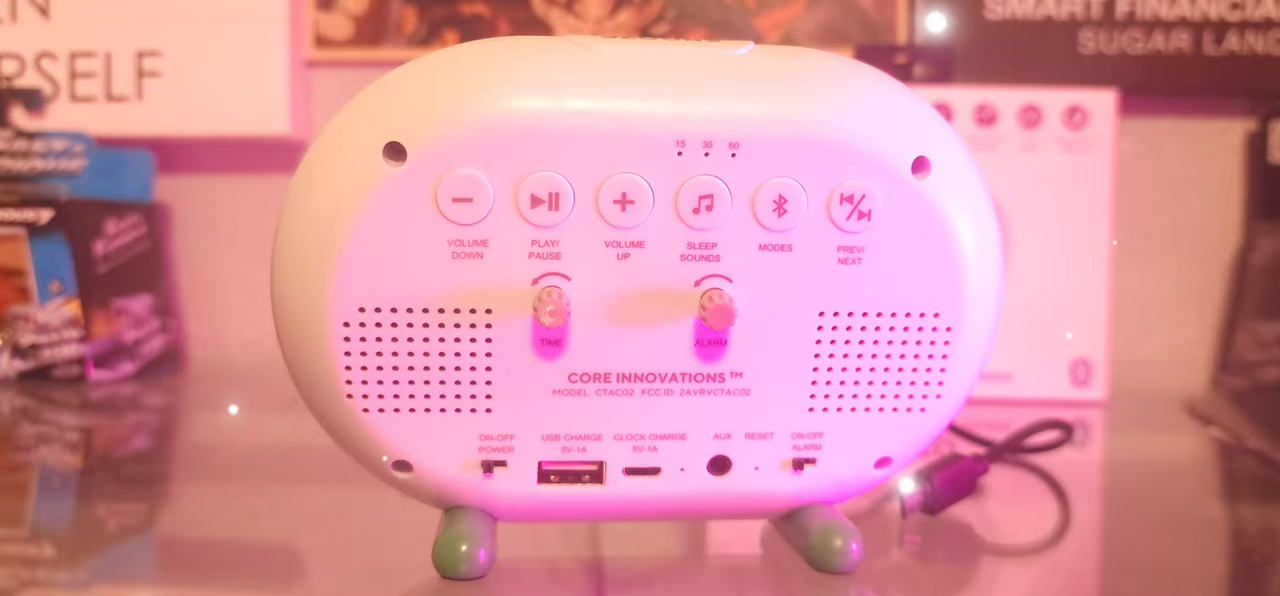 RSELF
SMART FINANCIAL
SUGAR LAND
15 30 60
VOLUME DOWN
PLAY/ PAUSE
VOLUME UP
SLEEP SOUNDS
MODES
PREV/ NEXT
TIME
ALARM
CORE INNOVATIONS™
MODEL: CTAC02 FCC ID: 2AVRVCTAC02
ON-OFF POWER
USB CHARGE 5V-1A
CLOCK CHARGE 5V-1A
AUX
RESET
ON-OFF ALARM